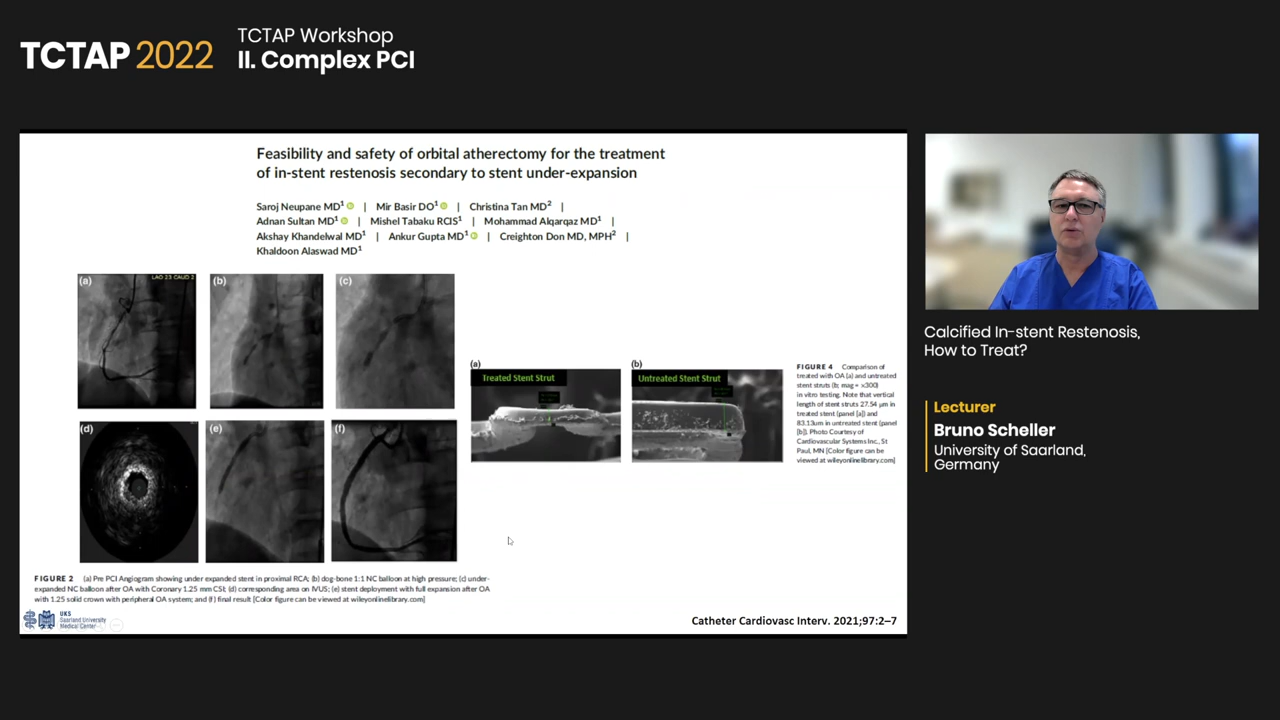 TCTAP 2022
TCTAP Workshop
II. Complex PCI
Feasibility and safety of orbital atherectomy for the treatment
of in-stent restenosis secondary to stent under-expansion
Saroj Neupane MD1 | Mir Basir DO1 | Christina Tan MD2 |
Adnan Sultan MD1 | Mishel Tabaku RCIS1 | Mohammad Alqarqaz MD1 |
Akshay Khandelwal MD1 | Ankur Gupta MD1 | Creighton Don MD, MPH2 |
Khaldoon Alaswad MD1
(a)
LAO 23 CAUD 2
(b)
(c)
(d)
(e)
(f)
FIGURE 2 (a) Pre PCI Angiogram showing under expanded stent in proximal RCA; (b) dog-bone 1:1 NC balloon at high pressure; (c) under-
expanded NC balloon after OA with Coronary 1.25 mm CSI; (d) corresponding area on IVUS; (e) stent deployment with full expansion after OA
with 1.25 solid crown with peripheral OA system; and (f) final result [Color figure can be viewed at wileyonlinelibrary.com]
(a)
Treated Stent Strut
(b)
Untreated Stent Strut
FIGURE 4 Comparison of
treated with OA (a) and untreated
stent struts (b; mag = ×300)
in vitro testing. Note that vertical
length of stent struts 27.54 μm in
treated stent (panel [a]) and
83.13um in untreated stent (panel
[b]). Photo Courtesy of
Cardiovascular Systems Inc., St
Paul, MN [Color figure can be
viewed at wileyonlinelibrary.com]
UKS
Saarland University
Medical Center
Catheter Cardiovasc Interv. 2021;97:2–7
Calcified In-stent Restenosis,
How to Treat?
Lecturer
Bruno Scheller
University of Saarland,
Germany